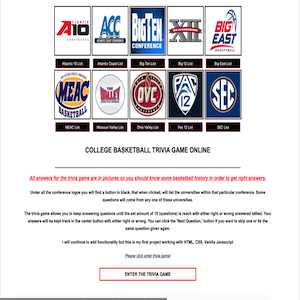 ATLANTIC
A10
CONFERENCE
ACC
ATLANTIC COAST CONFERENCE
BIG TEN
CONFERENCE
XII
BIG
EAST
BASKETBALL
Atlantic 10 List
Atlantic Coast List
Big Ten List
Big 12 List
Big East List
MEAC
BASKETBALL
The VALLEY
OVC
PAC
12
SEC
MEAC List
Missouri Valley List
Ohio Valley List
Pac 12 List
SEC List
COLLEGE BASKETBALL TRIVIA GAME ONLINE
All answers for the trivia game are in pictures so you should know some basketball history in order to get right answers.
Under all the conference logos you will find a button in black, that when clicked, will list the universities within that particular conference. Some
questions will come from any one of these universities.
The trivia game allows you to keep answering questions until the set amount of 15 (questions) is reach with either right or wrong answered tallied. Your
answers will be kept track in the center button with either right or wrong. You can click the 'Next Question,' button if you want to skip one or its the
same question given again.
I will continue to add functionality but this is my first project working with HTML, CSS, Vanilla Javascript
Please click enter trivia game!
ENTER THE TRIVIA GAME